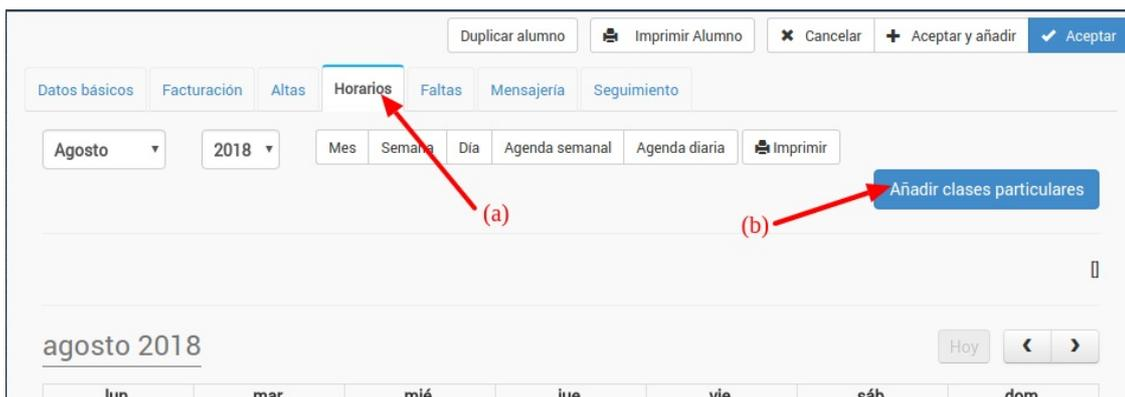 Duplicar alumno Imprimir Alumno Cancelar Aceptar y añadir Aceptar
Datos básicos Facturación Altas Horarios Faltas Mensajería Seguimiento
Agosto 2018 Mes Semana Día Agenda semanal Agenda diaria Imprimir
Añadir clases particulares
(a)
(b)
[]
agosto 2018 Hoy
lun mar mié jue vie sáb dom